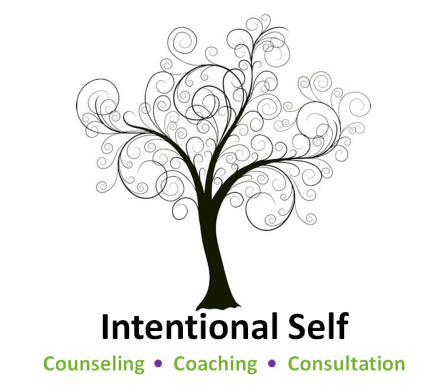 Intentional Self
Counseling • Coaching • Consultation